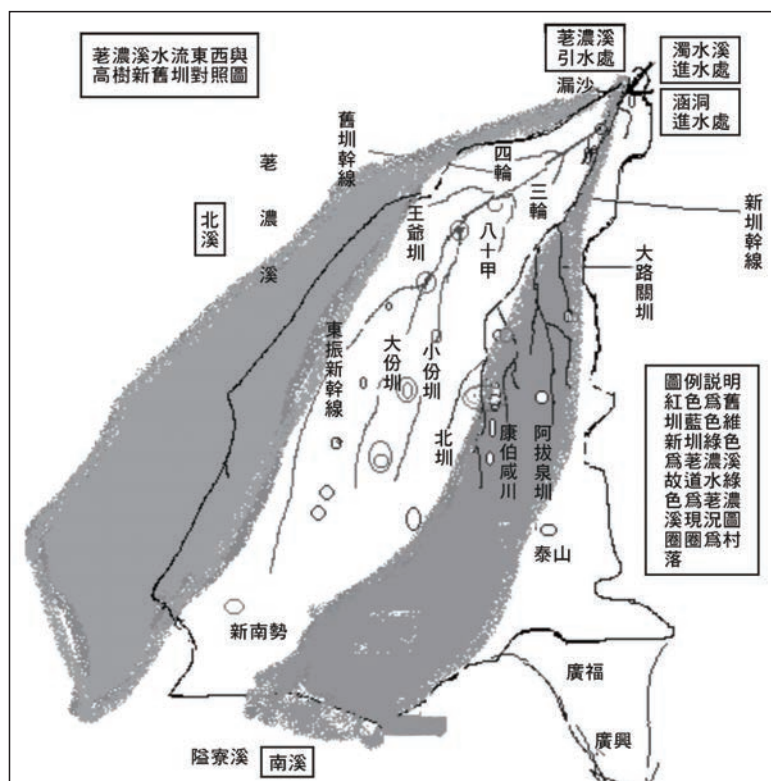 荖濃溪水流東西與
高樹新舊圳對照圖
荖濃溪
引水處
濁水溪
進水處
漏沙
涵洞
進水處
舊圳幹線
四輪
三輪
荖濃溪
北溪
王爺圳
八十甲
新圳幹線
大路關圳
東振新幹線
大份圳
小份圳
北圳
康伯咸川
阿拔泉圳
圖例説明
紅色爲舊
圳藍色維
新圳綠色
爲荖濃溪
故道水綠
色爲荖濃
溪現況圖
圈圈爲村
落
泰山
新南勢
廣福
廣興
隘寮溪
南溪